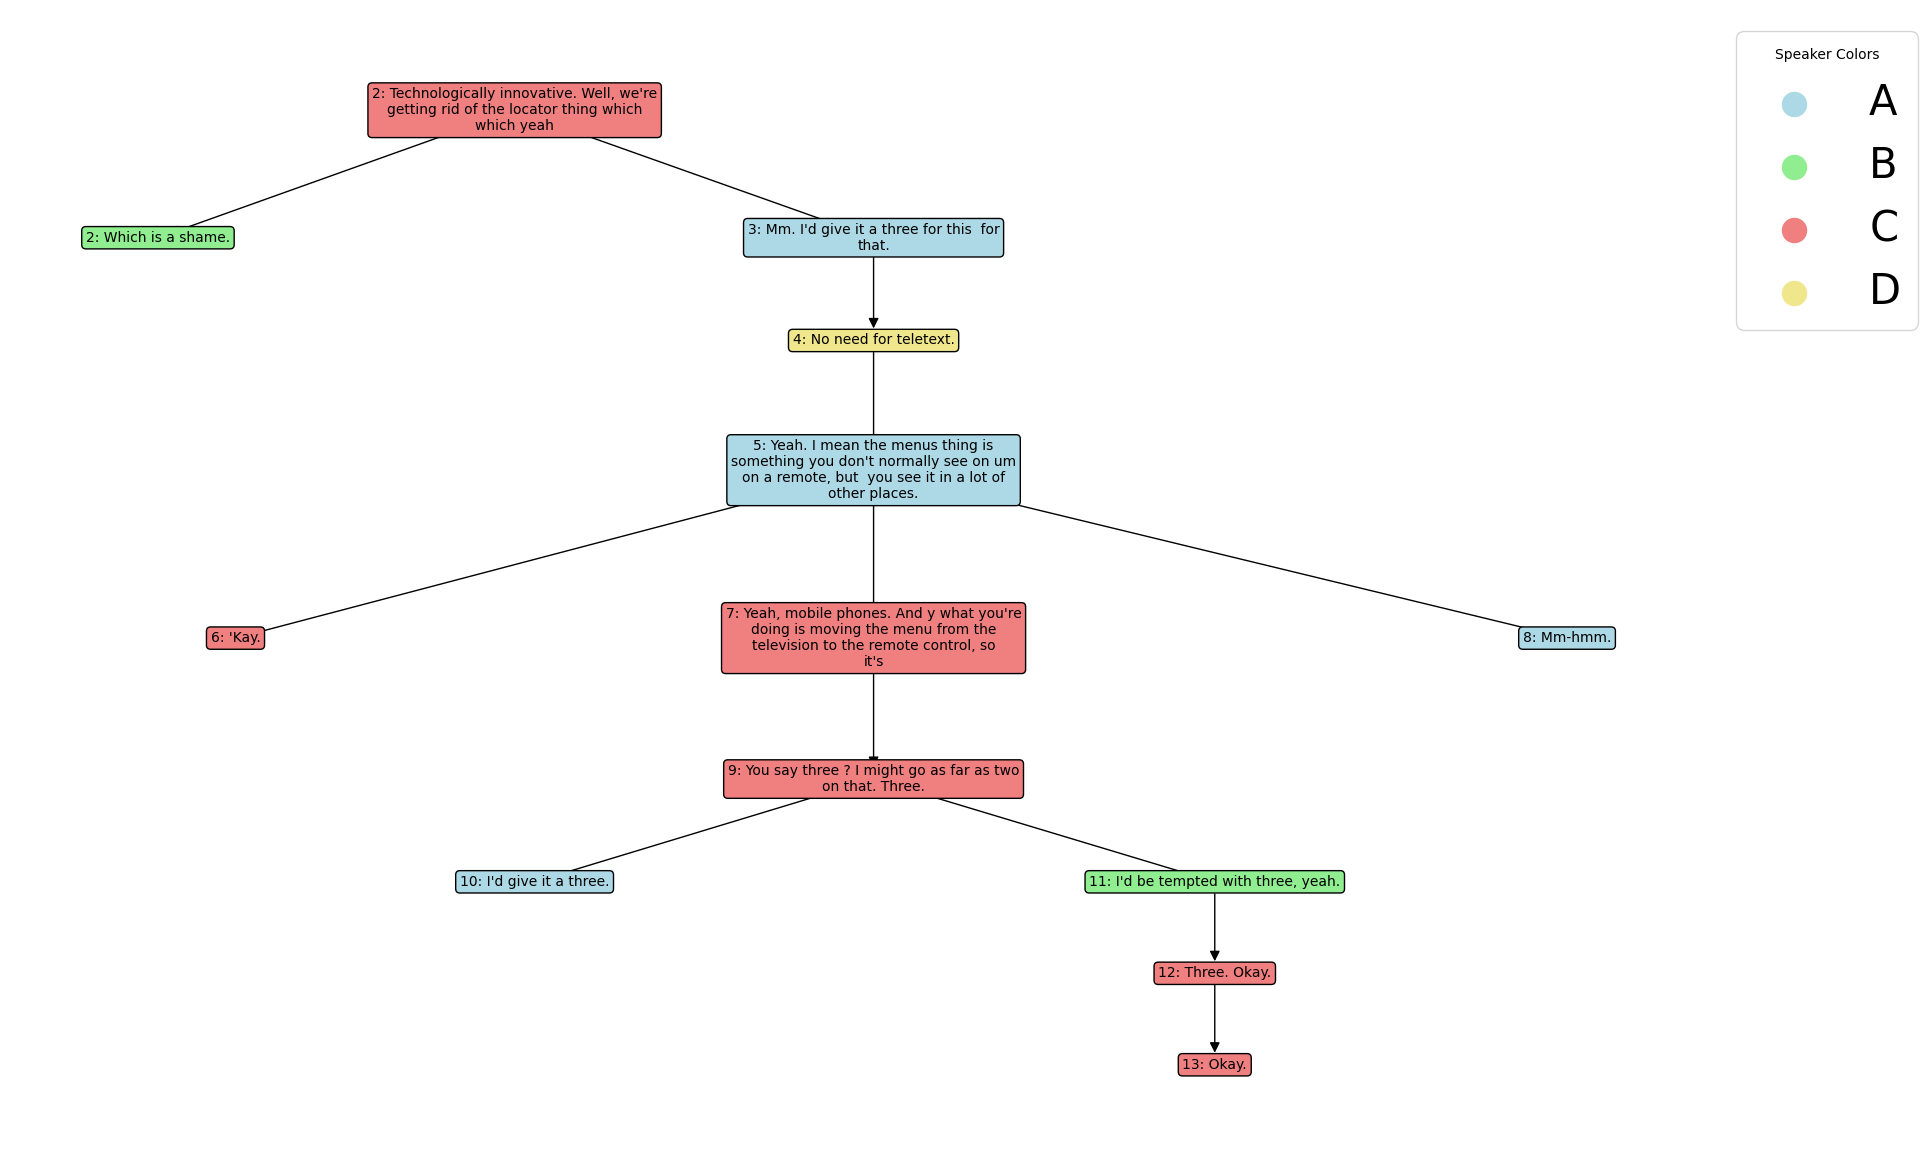 2: Technologically innovative. Well, we're
getting rid of the locator thing which
which yeah
2: Which is a shame.
3: Mm. I'd give it a three for this  for
that.
4: No need for teletext.
5: Yeah. I mean the menus thing is
something you don't normally see on um
on a remote, but  you see it in a lot of
other places.
6: 'Kay.
7: Yeah, mobile phones. And y what you're
doing is moving the menu from the
television to the remote control, so
it's
8: Mm-hmm.
9: You say three ? I might go as far as two
on that. Three.
10: I'd give it a three.
11: I'd be tempted with three, yeah.
12: Three. Okay.
13: Okay.
Speaker Colors
A
B
C
D